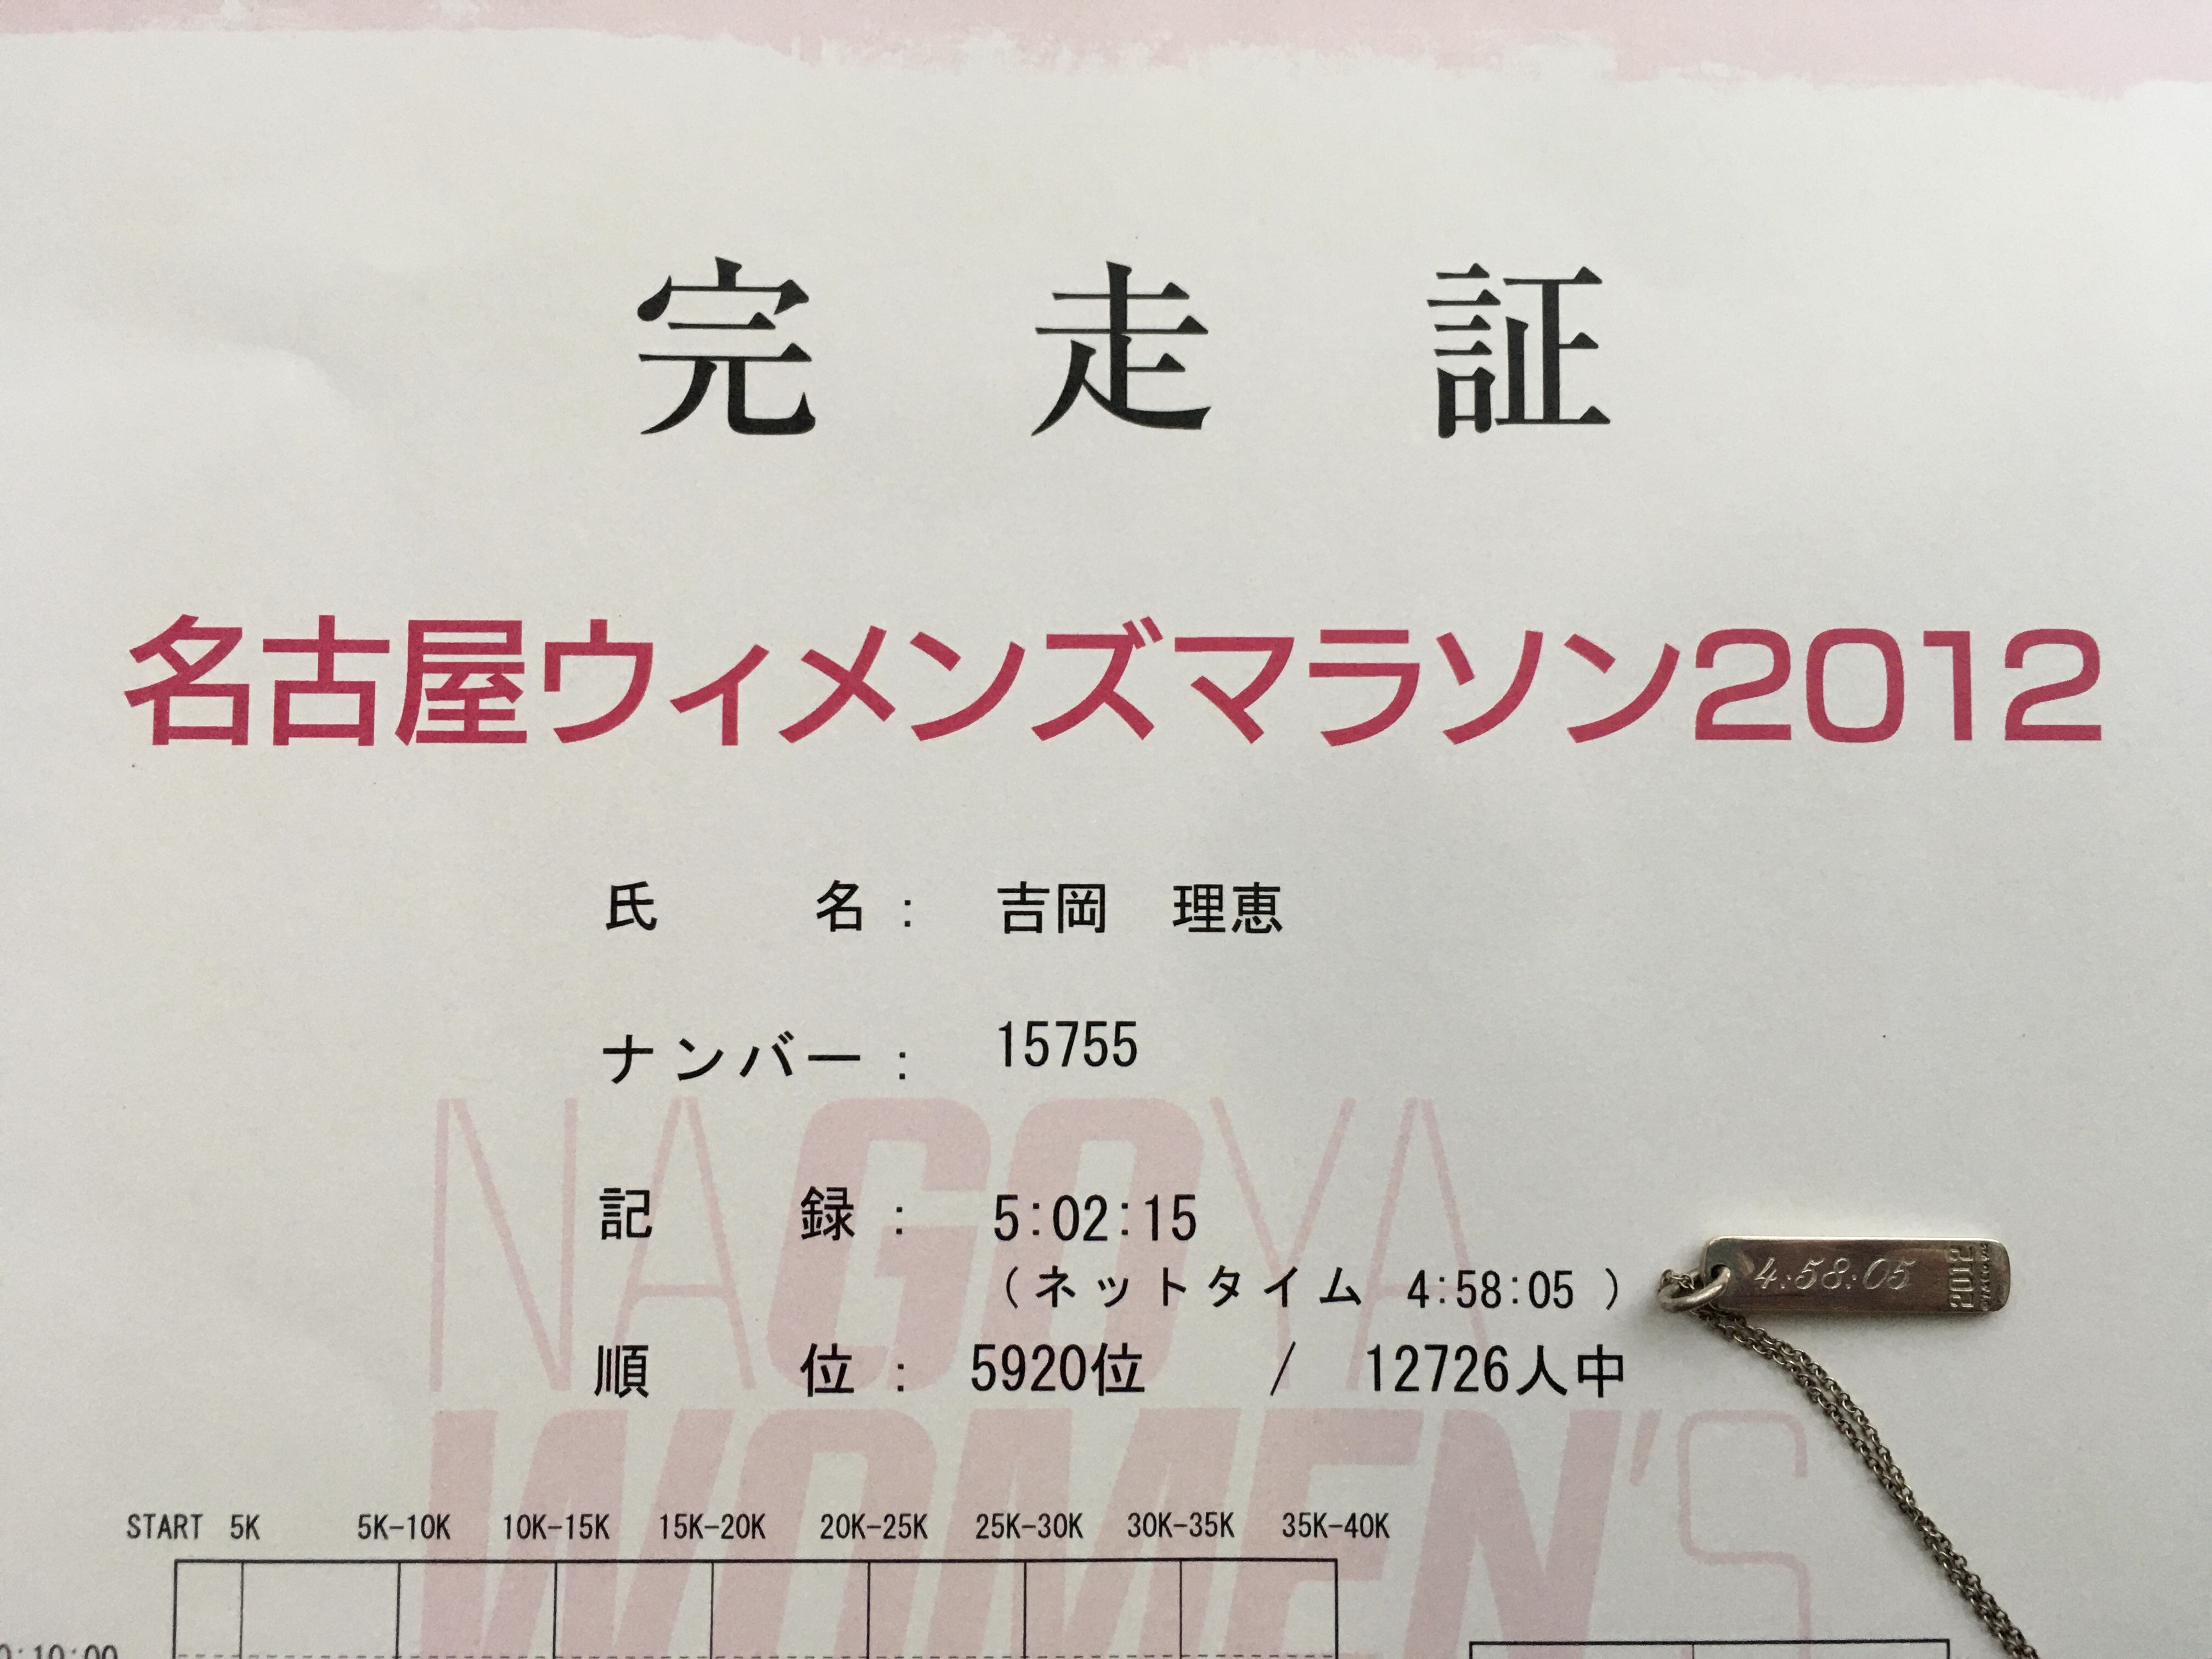 完走証
名古屋ウィメンズマラソン2012
氏名： 吉岡 理恵
ナンバー： 15755
記録： 5:02:15
（ネットタイム 4:58:05 ）
4:58:05 2012
順位： 5920位 / 12726人中
NAGOYA
WOMEN'S
START 5K 5K-10K 10K-15K 15K-20K 20K-25K 25K-30K 30K-35K 35K-40K
0:10:00